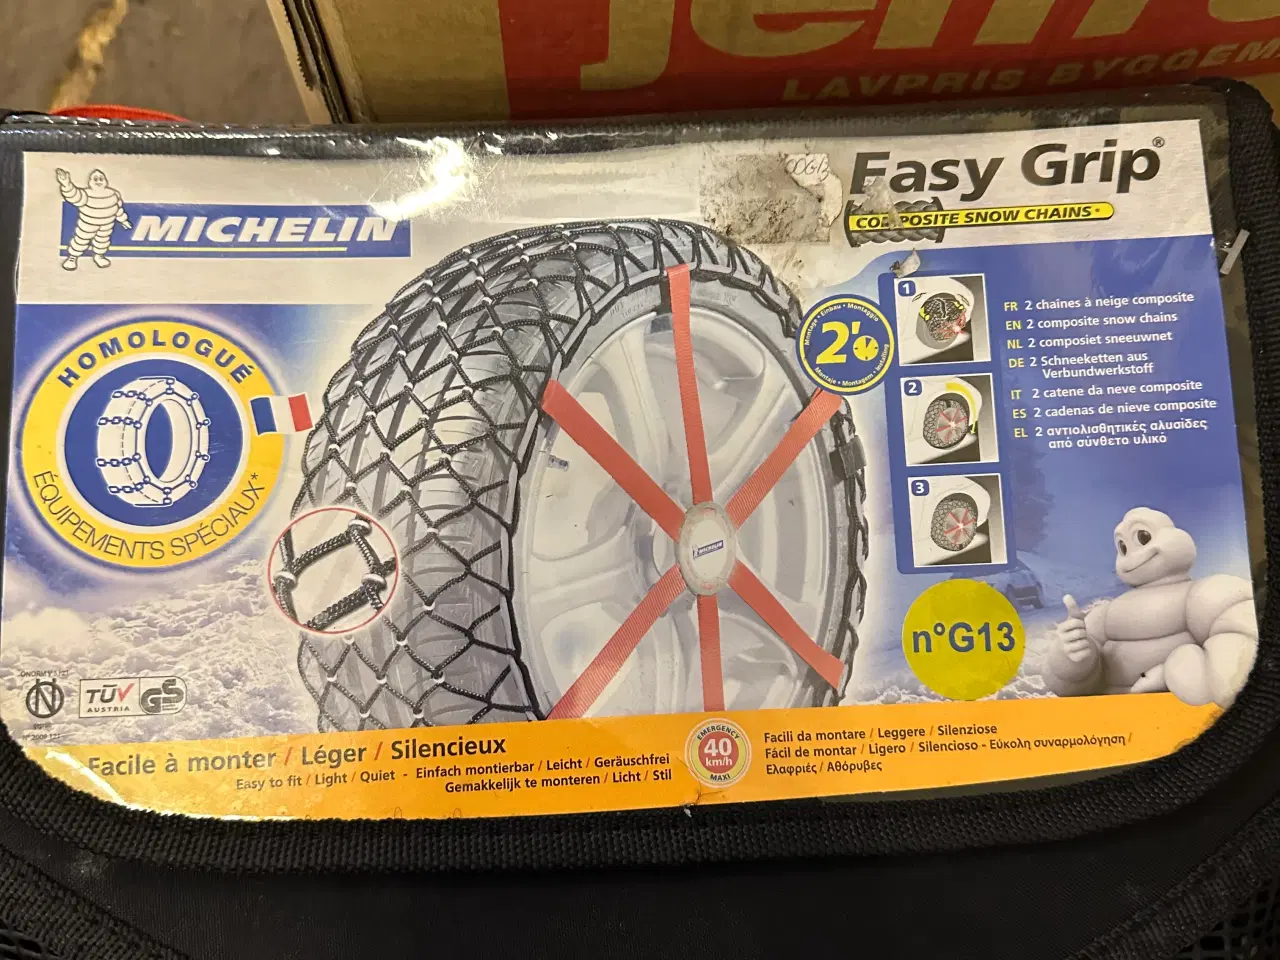 LAVPRIS BYGGEM
MICHELIN
Easy Grip®
COMPOSITE SNOW CHAINS*
HOMOLOGUÉ
ÉQUIPEMENTS SPÉCIAUX*
2'
Montage • Einbau • Montaggio
1
2
3
FR 2 chaînes à neige composite
EN 2 composite snow chains
NL 2 composiet sneeuwnet
DE 2 Schneeketten aus
Verbundwerkstoff
IT 2 catene da neve composite
ES 2 cadenas de nieve composite
EL 2 αντιολισθητικές αλυσίδες
από σύνθετο υλικό
MICHELIN
n°G13
N
TÜV
AUSTRIA
GS
Facile à monter / Léger / Silencieux
Easy to fit / Light / Quiet - Einfach montierbar / Leicht / Geräuschfrei
Gemakkelijk te monteren / Licht / Stil
EMERGENCY
40
km/h
MAXI
Facili da montare / Leggere / Silenziose
Fácil de montar / Ligero / Silencioso - Εύκολη συναρμολόγηση /
Ελαφριές / Αθόρυβες